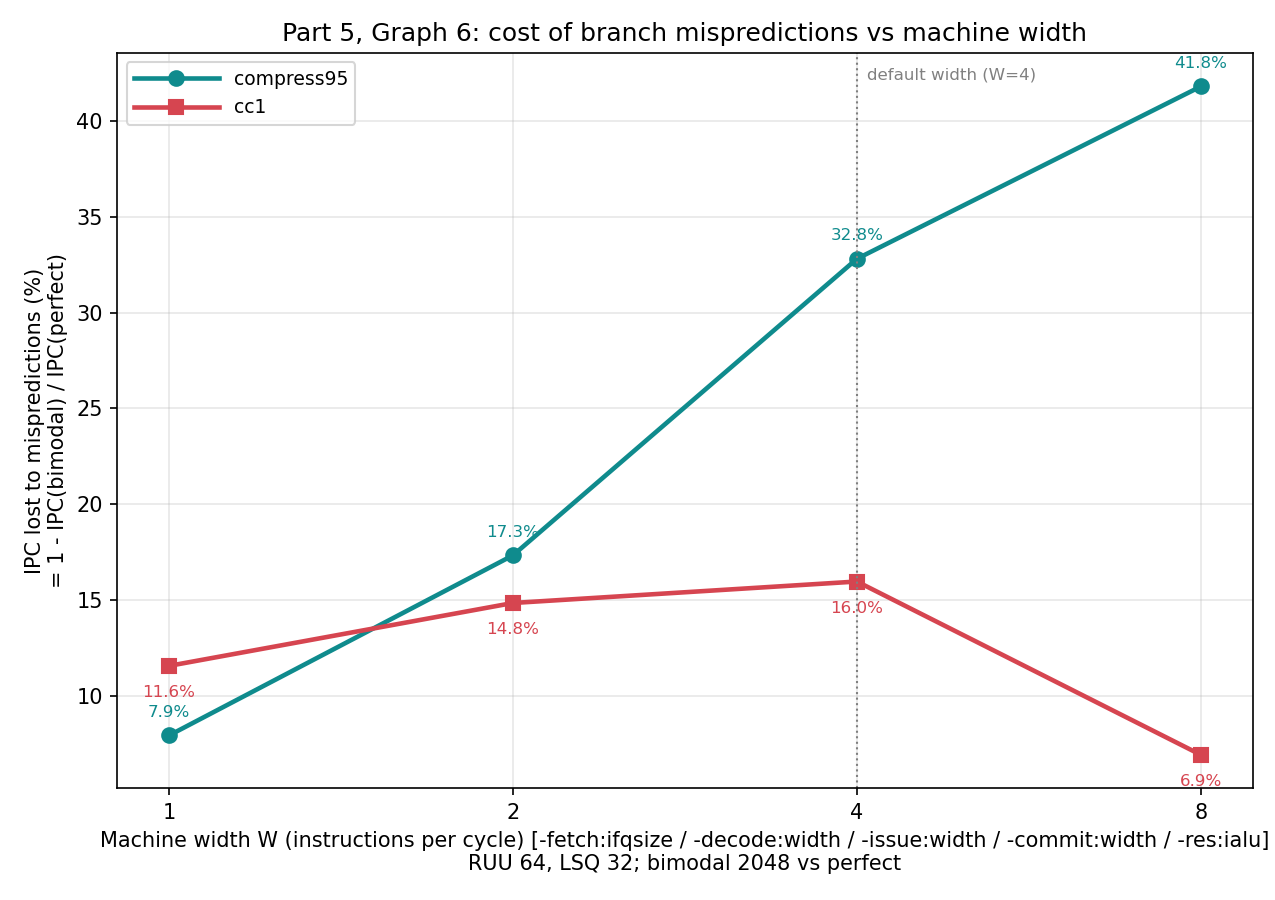 Part 5, Graph 6: cost of branch mispredictions vs machine width
compress95
cc1
default width (W=4)
41.8%
32.8%
17.3%
7.9%
11.6%
14.8%
16.0%
6.9%
40
35
30
25
20
15
10
IPC lost to mispredictions (%)
= 1 - IPC(bimodal) / IPC(perfect)
1
2
4
8
Machine width W (instructions per cycle) [-fetch:ifqsize / -decode:width / -issue:width / -commit:width / -res:ialu]
RUU 64, LSQ 32; bimodal 2048 vs perfect